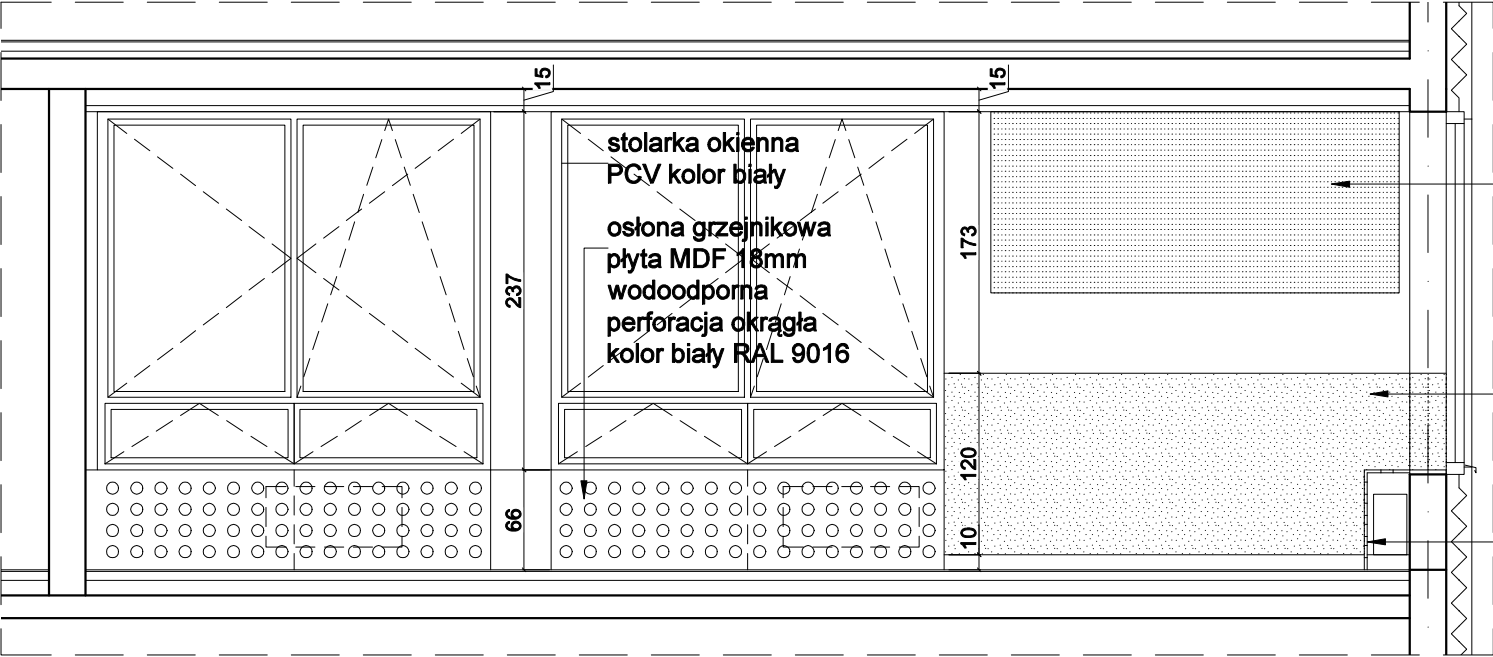 15
15
stolarka okienna
PCV kolor biały
osłona grzejnikowa
płyta MDF 18mm
wodoodporna
perforacja okrągła
kolor biały RAL 9016
237
173
66
120
10